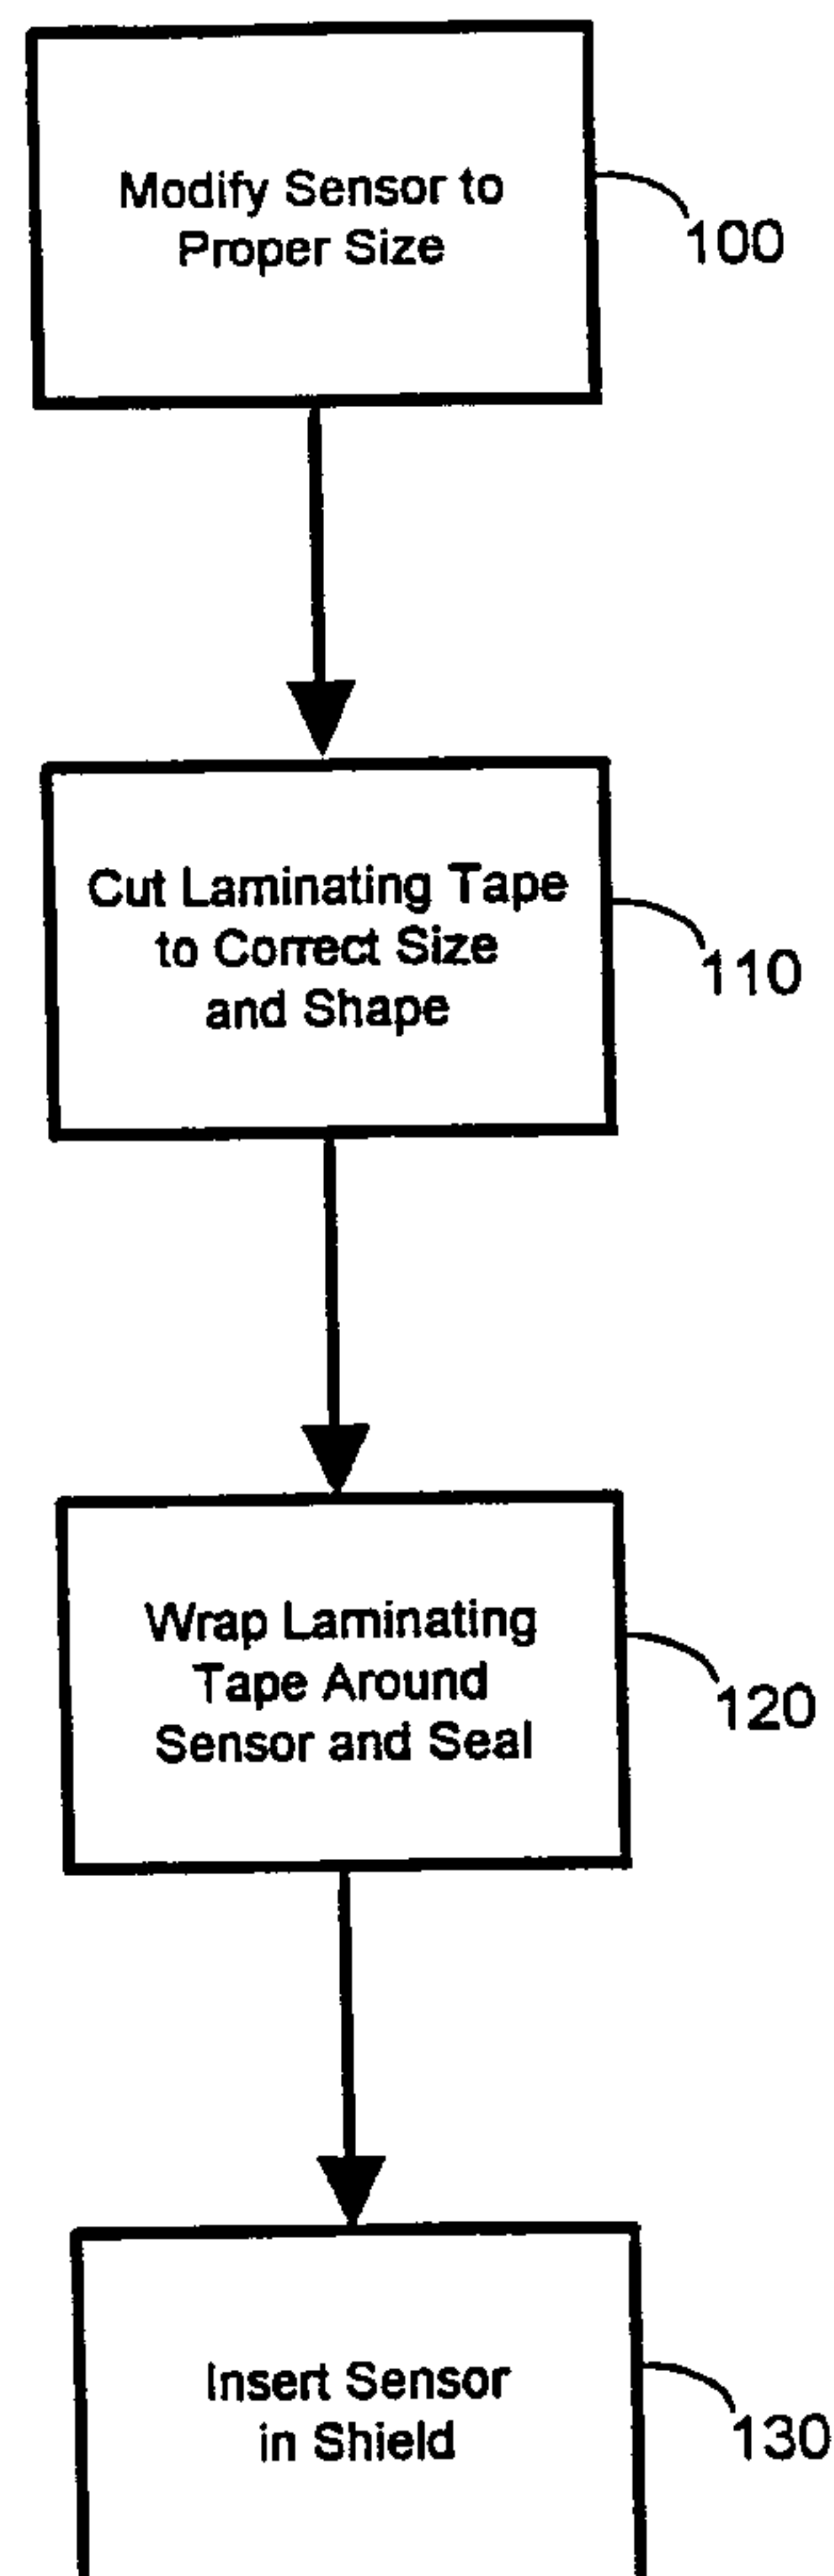 Modify Sensor to
Proper Size
100
Cut Laminating Tape
to Correct Size
and Shape
110
Wrap Laminating
Tape Around
Sensor and Seal
120
Insert Sensor
in Shield
130